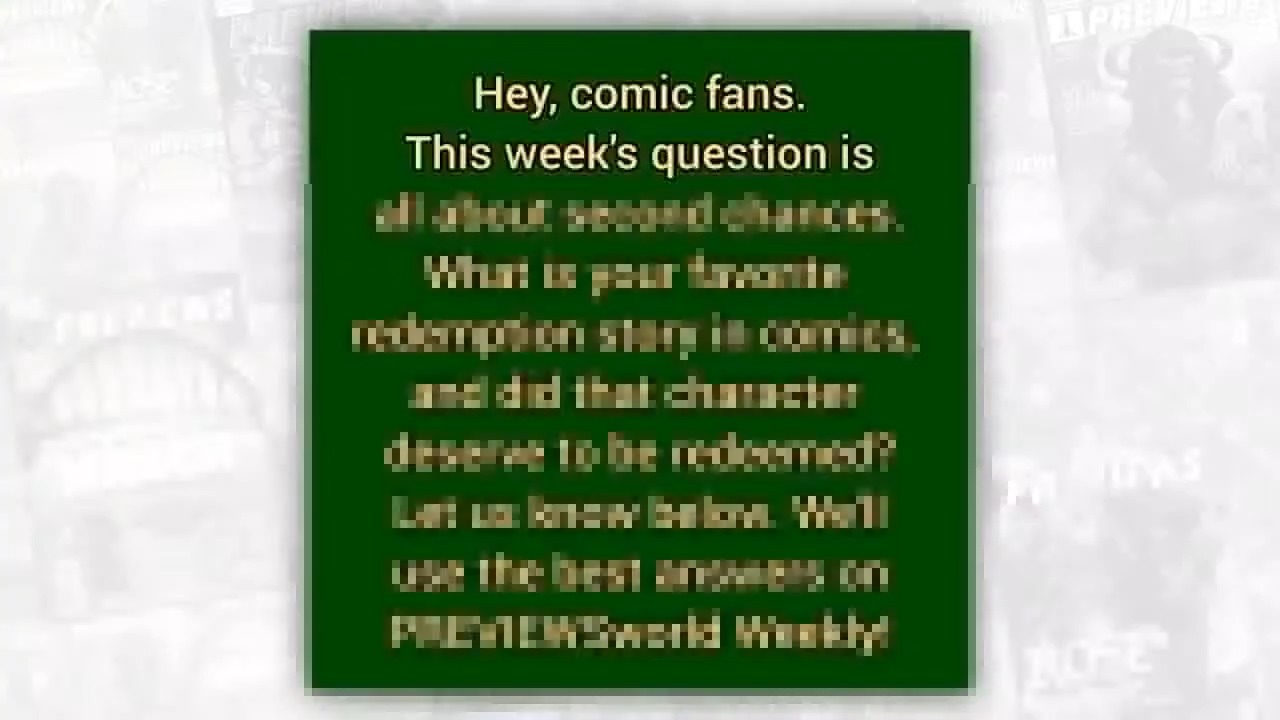 Hey, comic fans.
This week's question is
all about second chances.
What is your favorite
redemption story in comics,
and did that character
deserve to be redeemed?
Let us know below. We'll
use the best answers on
PREVIEWSworld Weekly!